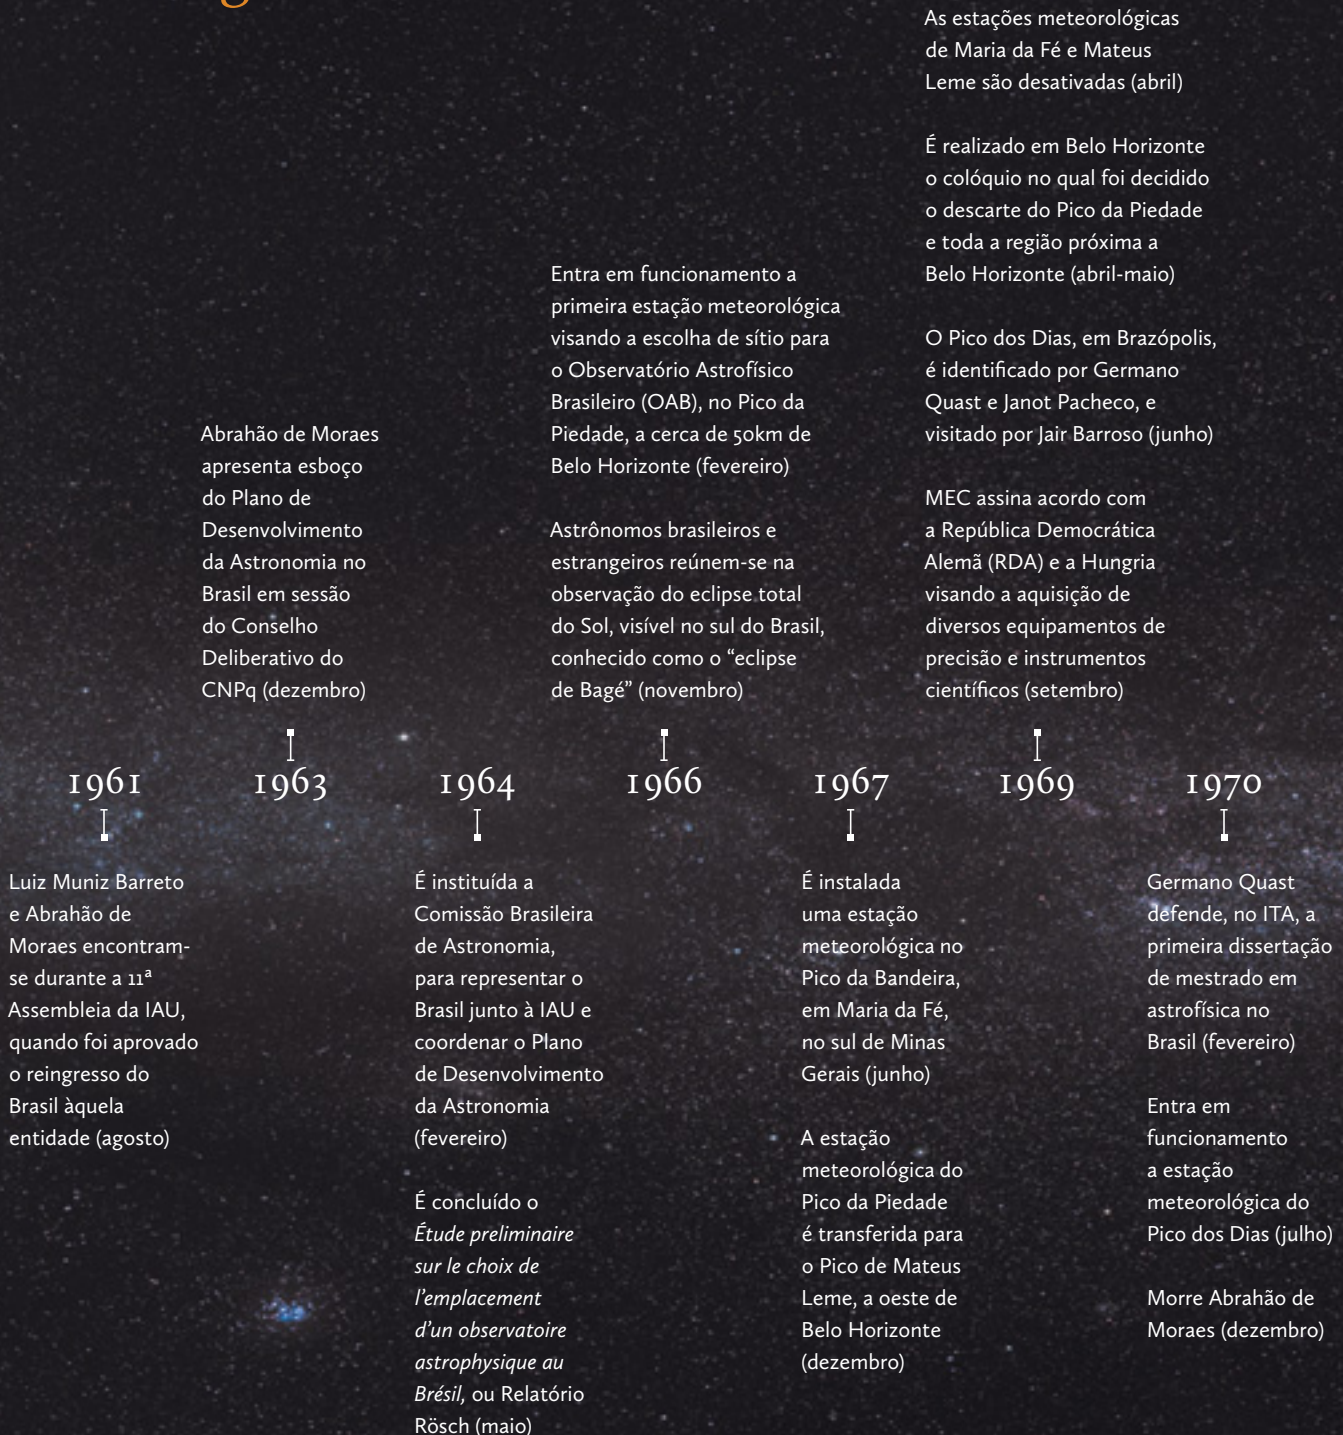 1961
Luiz Muniz Barreto
e Abrahão de
Moraes encontram-
se durante a 11ª
Assembleia da IAU,
quando foi aprovado
o reingresso do
Brasil àquela
entidade (agosto)
1963
Abrahão de Moraes
apresenta esboço
do Plano de
Desenvolvimento
da Astronomia no
Brasil em sessão
do Conselho
Deliberativo do
CNPq (dezembro)
1964
É instituída a
Comissão Brasileira
de Astronomia,
para representar o
Brasil junto à IAU e
coordenar o Plano
de Desenvolvimento
da Astronomia
(fevereiro)
É concluído o
Étude preliminaire
sur le choix de
l’emplacement
d’un observatoire
astrophysique au
Brésil, ou Relatório
Rösch (maio)
1966
Entra em funcionamento a
primeira estação meteorológica
visando a escolha de sítio para
o Observatório Astrofísico
Brasileiro (OAB), no Pico da
Piedade, a cerca de 50km de
Belo Horizonte (fevereiro)
Astrônomos brasileiros e
estrangeiros reúnem-se na
observação do eclipse total
do Sol, visível no sul do Brasil,
conhecido como o “eclipse
de Bagé” (novembro)
1967
É instalada
uma estação
meteorológica no
Pico da Bandeira,
em Maria da Fé,
no sul de Minas
Gerais (junho)
A estação
meteorológica do
Pico da Piedade
é transferida para
o Pico de Mateus
Leme, a oeste de
Belo Horizonte
(dezembro)
1969
As estações meteorológicas
de Maria da Fé e Mateus
Leme são desativadas (abril)
É realizado em Belo Horizonte
o colóquio no qual foi decidido
o descarte do Pico da Piedade
e toda a região próxima a
Belo Horizonte (abril-maio)
O Pico dos Dias, em Brazópolis,
é identificado por Germano
Quast e Janot Pacheco, e
visitado por Jair Barroso (junho)
MEC assina acordo com
a República Democrática
Alemã (RDA) e a Hungria
visando a aquisição de
diversos equipamentos de
precisão e instrumentos
científicos (setembro)
1970
Germano Quast
defende, no ITA, a
primeira dissertação
de mestrado em
astrofísica no
Brasil (fevereiro)
Entra em
funcionamento
a estação
meteorológica do
Pico dos Dias (julho)
Morre Abrahão de
Moraes (dezembro)